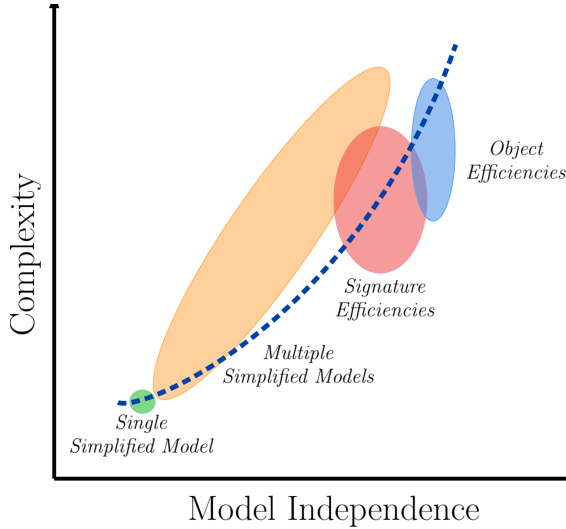 Complexity
Object
Efficiencies
Signature
Efficiencies
Multiple
Simplified Models
Single
Simplified Model
Model Independence